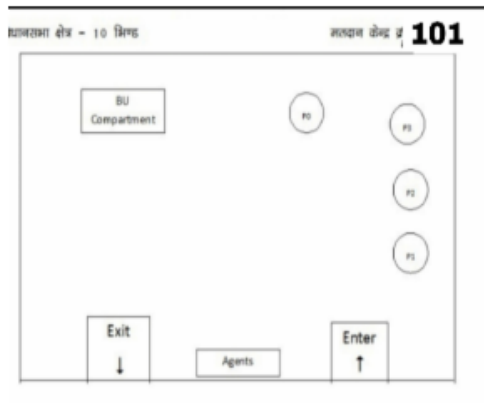 विधानसभा क्षेत्र - 10 भिण्ड
मतदान केन्द्र क्र 101
BU
Compartment
P0
P3
P2
P1
Exit
↓
Enter
↑
Agents